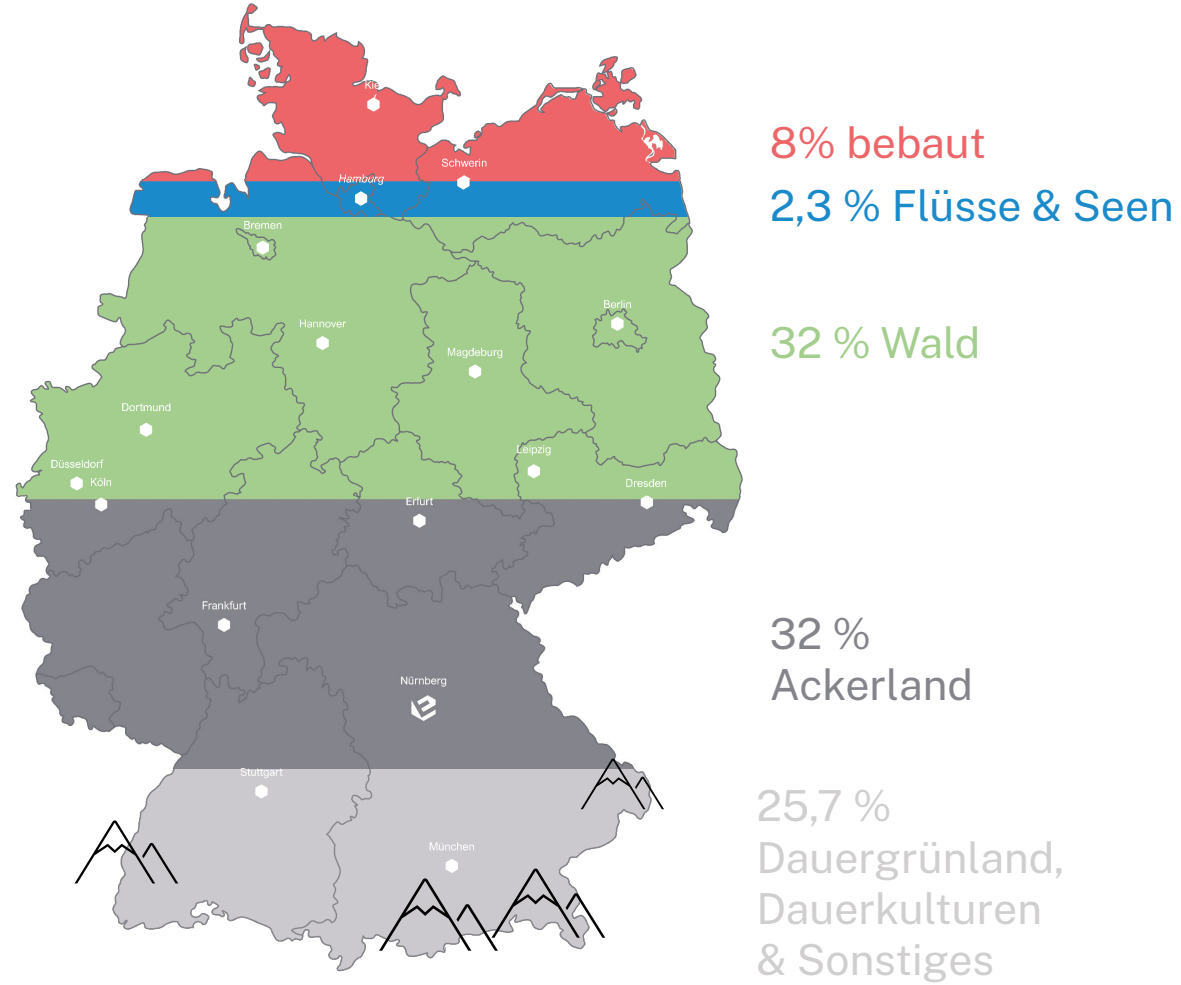 Kiel
Schwerin
Hamburg
Bremen
Berlin
Hannover
Magdeburg
Dortmund
Leipzig
Düsseldorf
Köln
Dresden
Erfurt
Frankfurt
Nürnberg
Stuttgart
München
8% bebaut
2,3 % Flüsse & Seen
32 % Wald
32 %
Ackerland
25,7 %
Dauergrünland,
Dauerkulturen
& Sonstiges